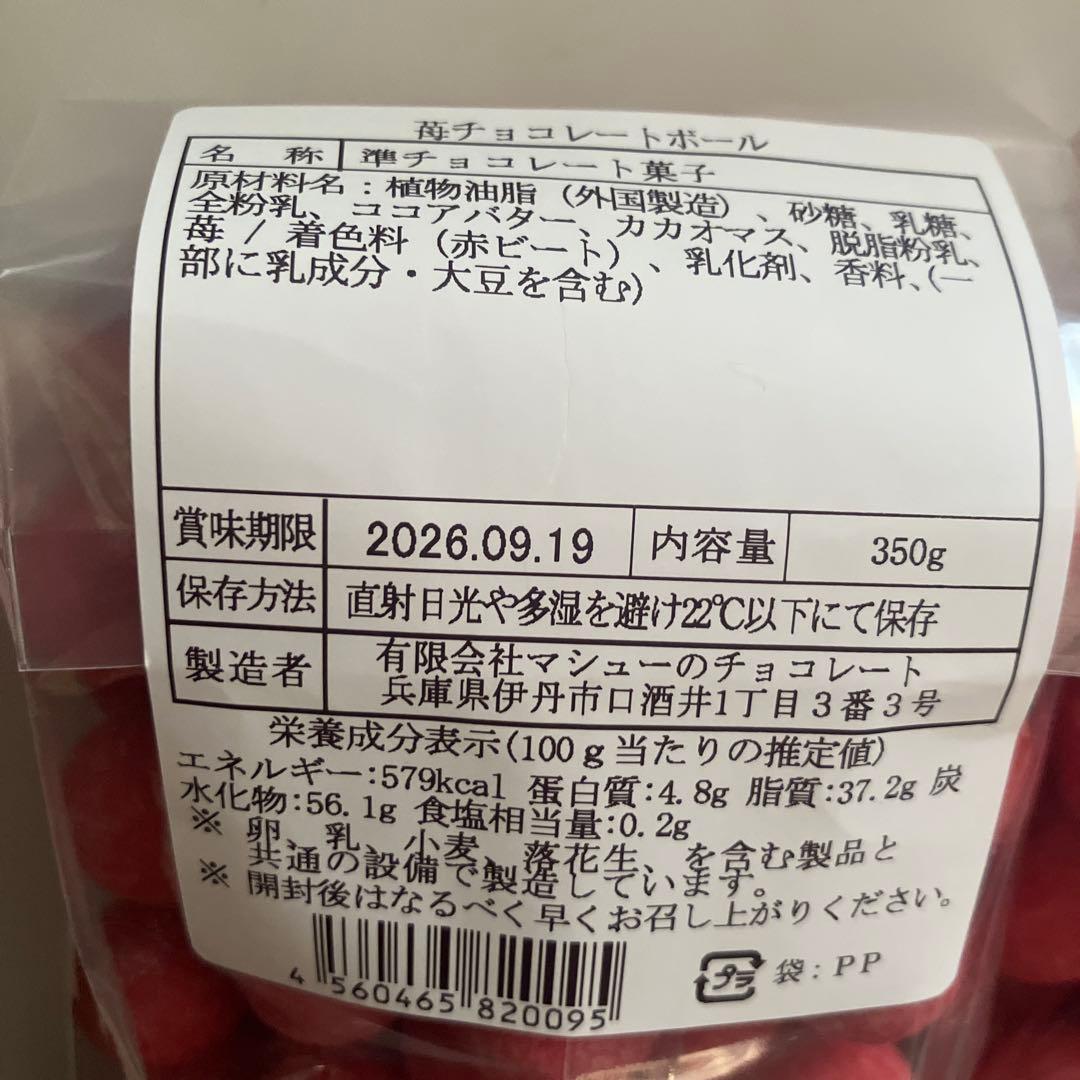 苺チョコレートボール
名称 準チョコレート菓子
原材料名：植物油脂（外国製造）、砂糖、乳糖、
全粉乳、ココアバター、カカオマス、脱脂粉乳、
苺/着色料（赤ビート）、乳化剤、香料、(一
部に乳成分・大豆を含む)
賞味期限 2026.09.19 内容量 350g
保存方法 直射日光や多湿を避け22℃以下にて保存
製造者 有限会社マシューのチョコレート
兵庫県伊丹市口酒井1丁目３番３号
栄養成分表示(100ｇ当たりの推定値)
エネルギー:579kcal 蛋白質:4.8g 脂質:37.2g 炭
水化物:56.1g 食塩相当量:0.2g
※ 卵、乳、小麦、落花生、を含む製品と
共通の設備で製造しています。
※ 開封後はなるべく早くお召し上がりください。
4 560465 820095
プラ 袋：PP